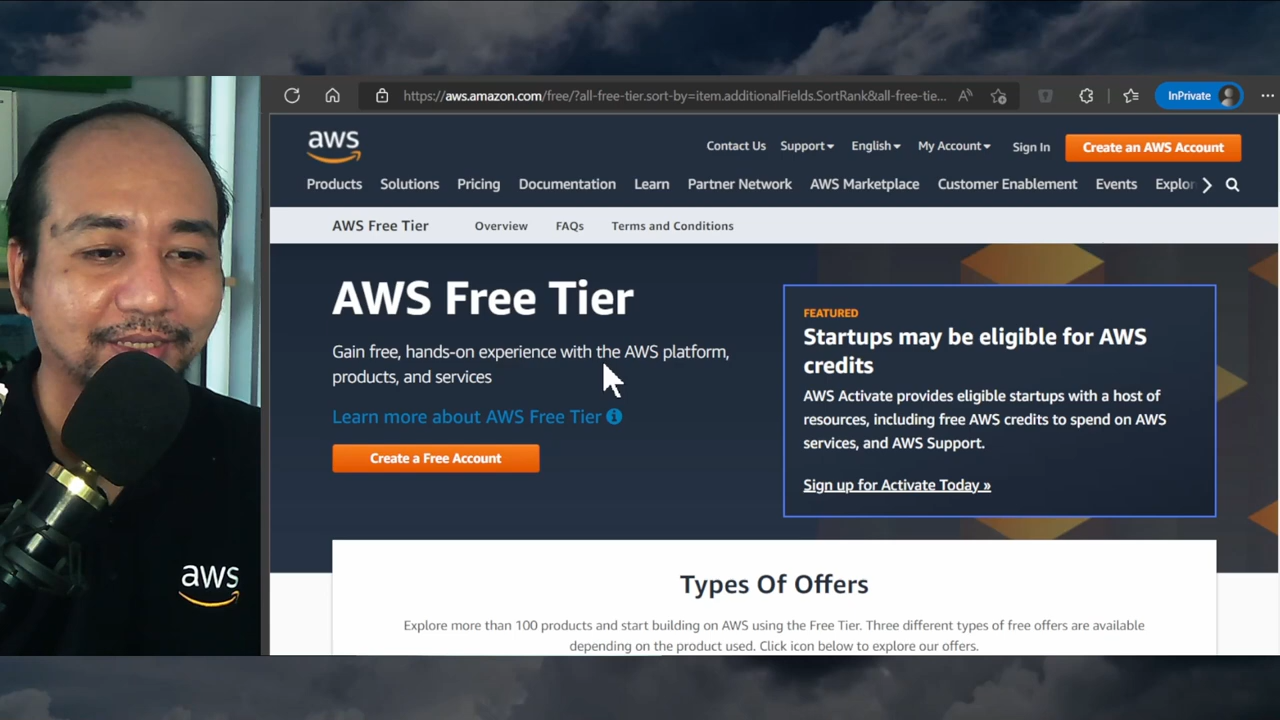 https://aws.amazon.com/free/?all-free-tier.sort-by=item.additionalFields.SortRank&all-free-tie...
InPrivate
aws
Contact Us Support English My Account Sign In Create an AWS Account
Products Solutions Pricing Documentation Learn Partner Network AWS Marketplace Customer Enablement Events Explor
AWS Free Tier Overview FAQs Terms and Conditions
AWS Free Tier
Gain free, hands-on experience with the AWS platform,
products, and services
Learn more about AWS Free Tier
Create a Free Account
FEATURED
Startups may be eligible for AWS
credits
AWS Activate provides eligible startups with a host of
resources, including free AWS credits to spend on AWS
services, and AWS Support.
Sign up for Activate Today »
Types Of Offers
Explore more than 100 products and start building on AWS using the Free Tier. Three different types of free offers are available
depending on the product used. Click icon below to explore our offers.
aws